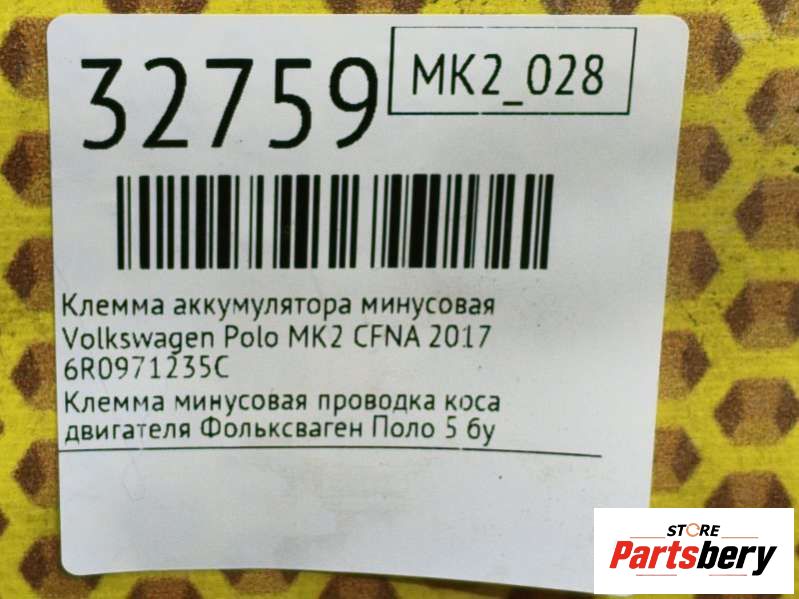 32759
MK2_028
Клемма аккумулятора минусовая
Volkswagen Polo MK2 CFNA 2017
6R0971235C
Клемма минусовая проводка коса
двигателя Фольксваген Поло 5 бу
STORE
Partsbery